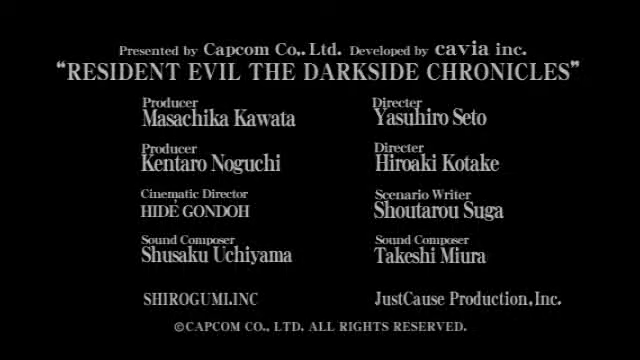 Presented by Capcom Co,. Ltd. Developed by cavia inc.
"RESIDENT EVIL THE DARKSIDE CHRONICLES"
Producer
Masachika Kawata
Directer
Yasuhiro Seto
Producer
Kentaro Noguchi
Directer
Hiroaki Kotake
Cinematic Director
HIDÉ GONDOH
Scenario Writer
Shoutarou Suga
Sound Composer
Shusaku Uchiyama
Sound Composer
Takeshi Miura
SHIROGUMI.INC
JustCause Production,Inc.
©CAPCOM CO., LTD. ALL RIGHTS RESERVED.